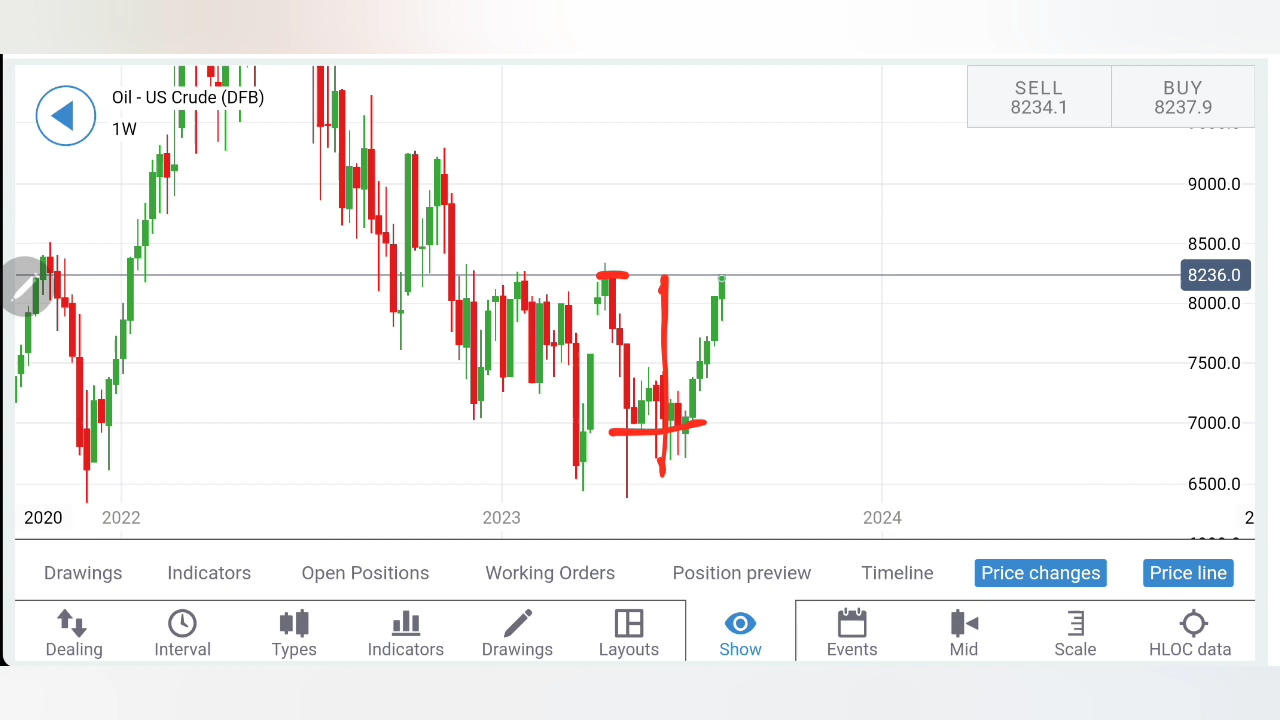 Oil - US Crude (DFB)
1W
SELL
8234.1
BUY
8237.9
9000.0
8500.0
8236.0
8000.0
7500.0
7000.0
6500.0
2020 2022 2023 2024 2
Drawings Indicators Open Positions Working Orders Position preview Timeline Price changes Price line
Dealing Interval Types Indicators Drawings Layouts Show Events Mid Scale HLOC data